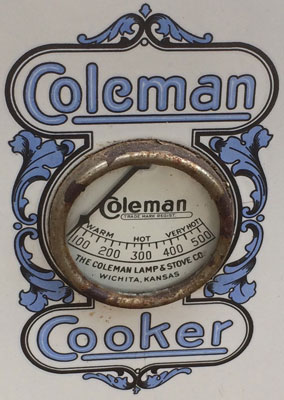 Coleman
Coleman
TRADE MARK REGIST.
WARM HOT VERY HOT
100 200 300 400 500
THE COLEMAN LAMP & STOVE CO.
WICHITA, KANSAS
Cooker